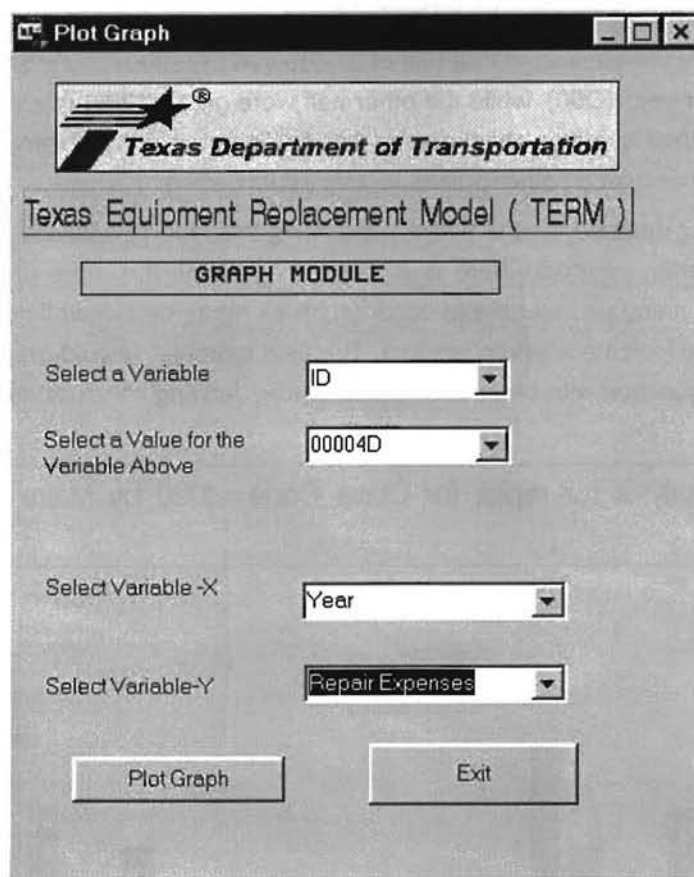 Plot Graph
®
Texas Department of Transportation
Texas Equipment Replacement Model ( TERM )
GRAPH MODULE
Select a Variable
ID
Select a Value for the
Variable Above
00004D
Select Variable -X
Year
Select Variable-Y
Repair Expenses
Plot Graph
Exit